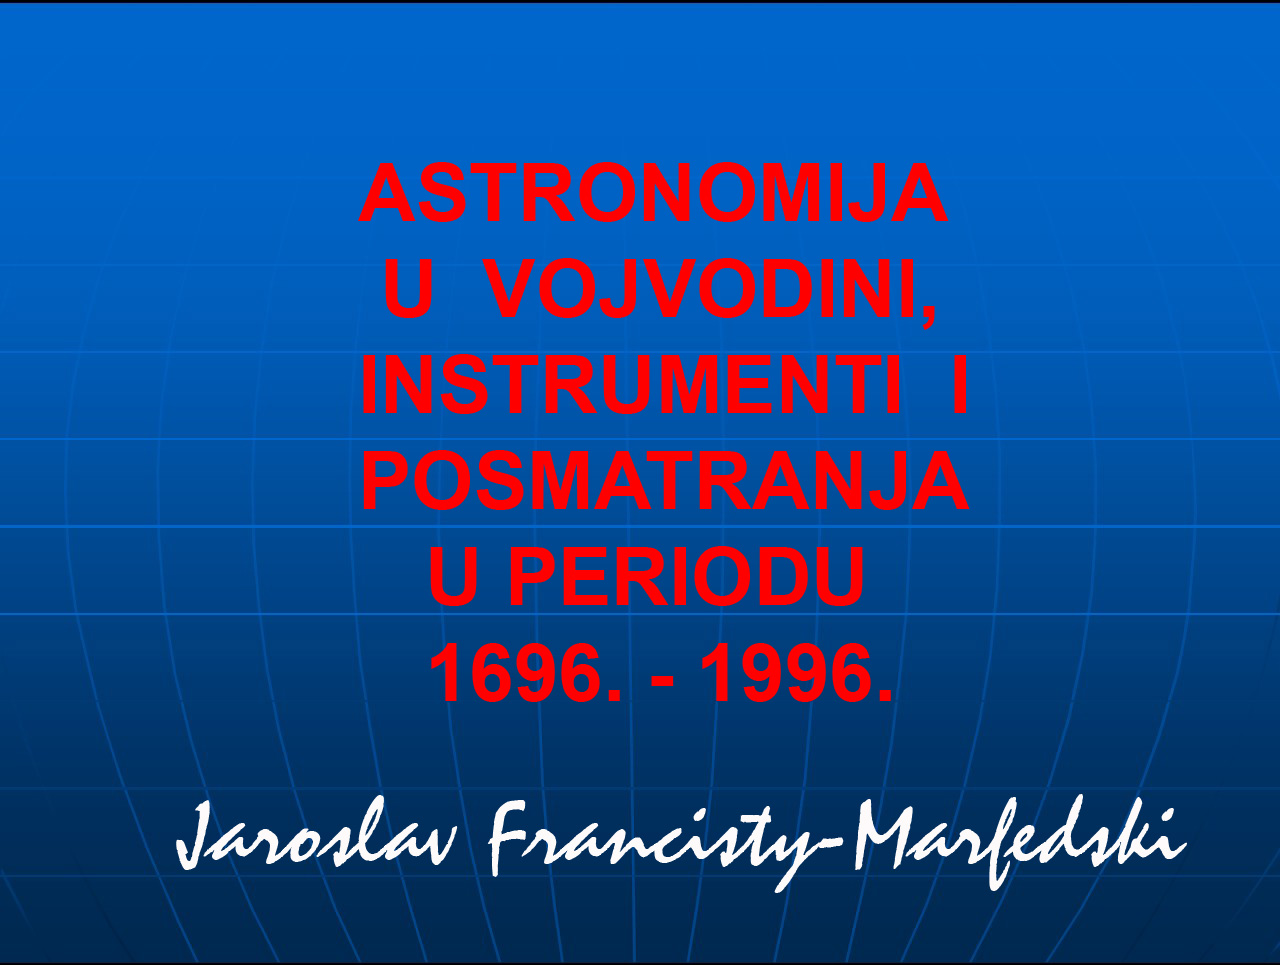 ASTRONOMIJA
U VOJVODINI,
INSTRUMENTI I
POSMATRANJA
U PERIODU
1696. - 1996.
Jaroslav Francisty-Marfedski